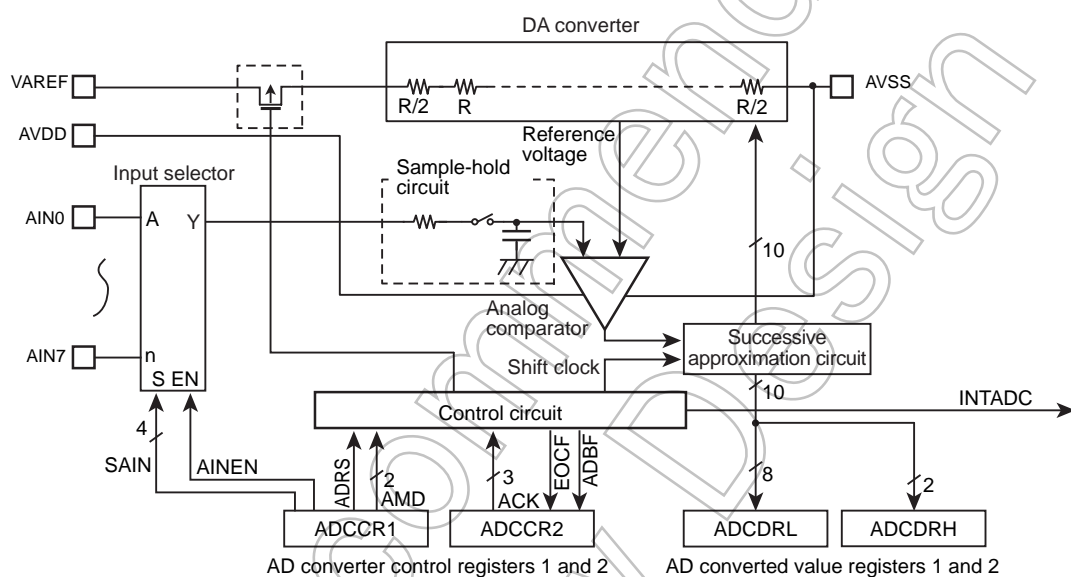 DA converter
VAREF
R/2
R
R/2
AVSS
AVDD
Reference
voltage
Sample-hold
circuit
Input selector
AIN0
A
Y
10
Analog
comparator
Successive
approximation circuit
AIN7
n
Shift clock
S EN
10
Control circuit
INTADC
4
SAIN
AINEN
ADRS
2
AMD
3
ACK
EOCF
ADBF
8
2
ADCCR1
ADCCR2
ADCDRL
ADCDRH
AD converter control registers 1 and 2
AD converted value registers 1 and 2